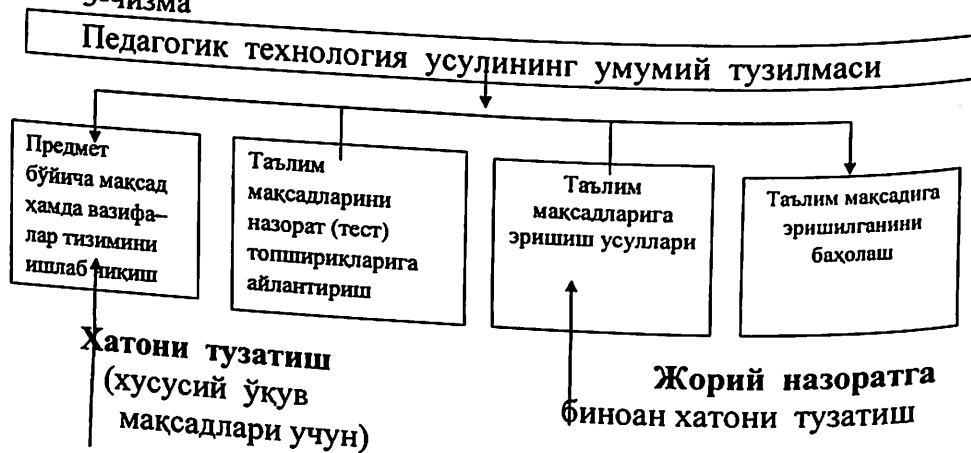 чизма
Педагогик технология усулининг умумий тузилмаси
Предмет
бўйича мақсад
ҳамда вазифа–
лар тизимини
ишлаб чиқиш
Таълим
мақсадларини
назорат (тест)
топшириқларига
айлантириш
Таълим
мақсадларига
эришиш усуллари
Таълим мақсадига
эришилганини
баҳолаш
Хатони тузатиш
(хусусий ўқув
мақсадлари учун)
Жорий назоратга
биноан хатони тузатиш